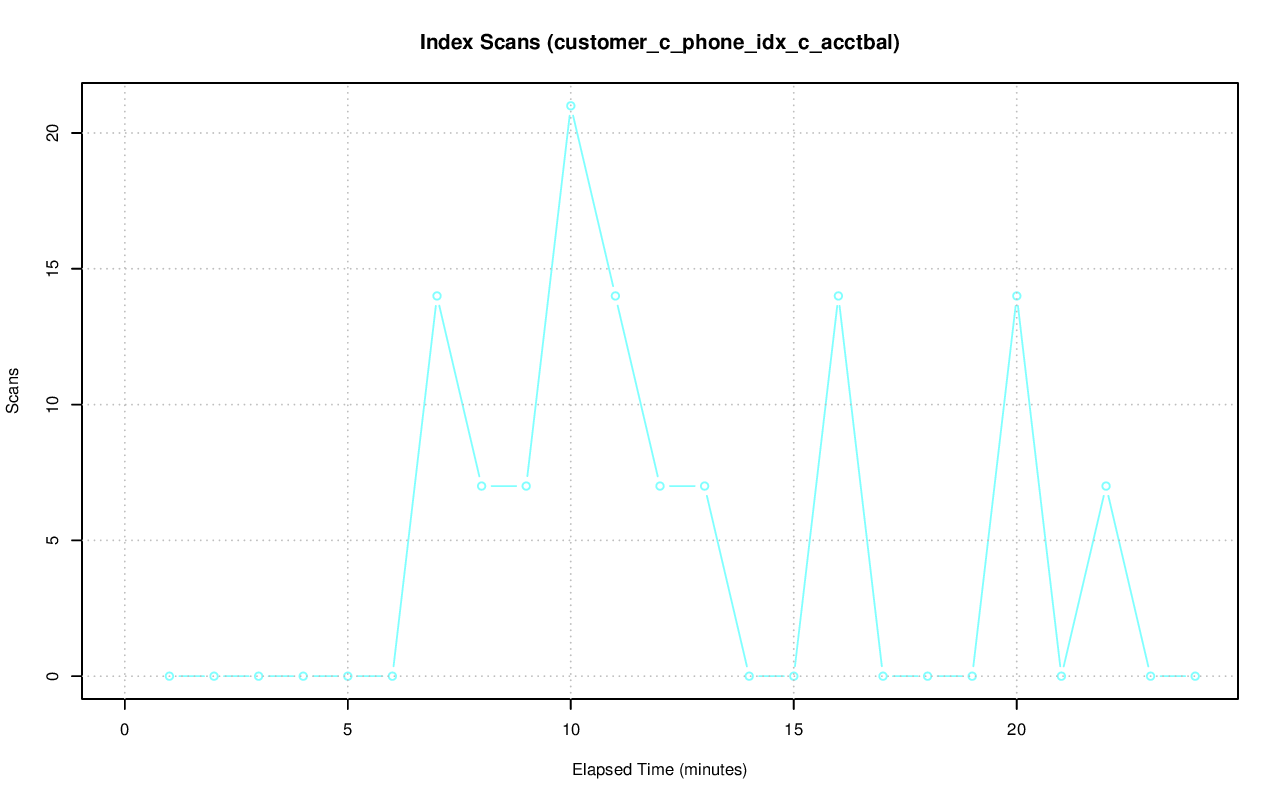 Index Scans (customer_c_phone_idx_c_acctbal)
20
15
10
5
0
Scans
0 5 10 15 20
Elapsed Time (minutes)